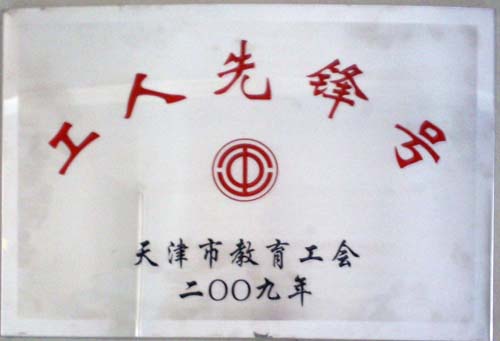 工人先锋号
天津市教育工会
二〇〇九年